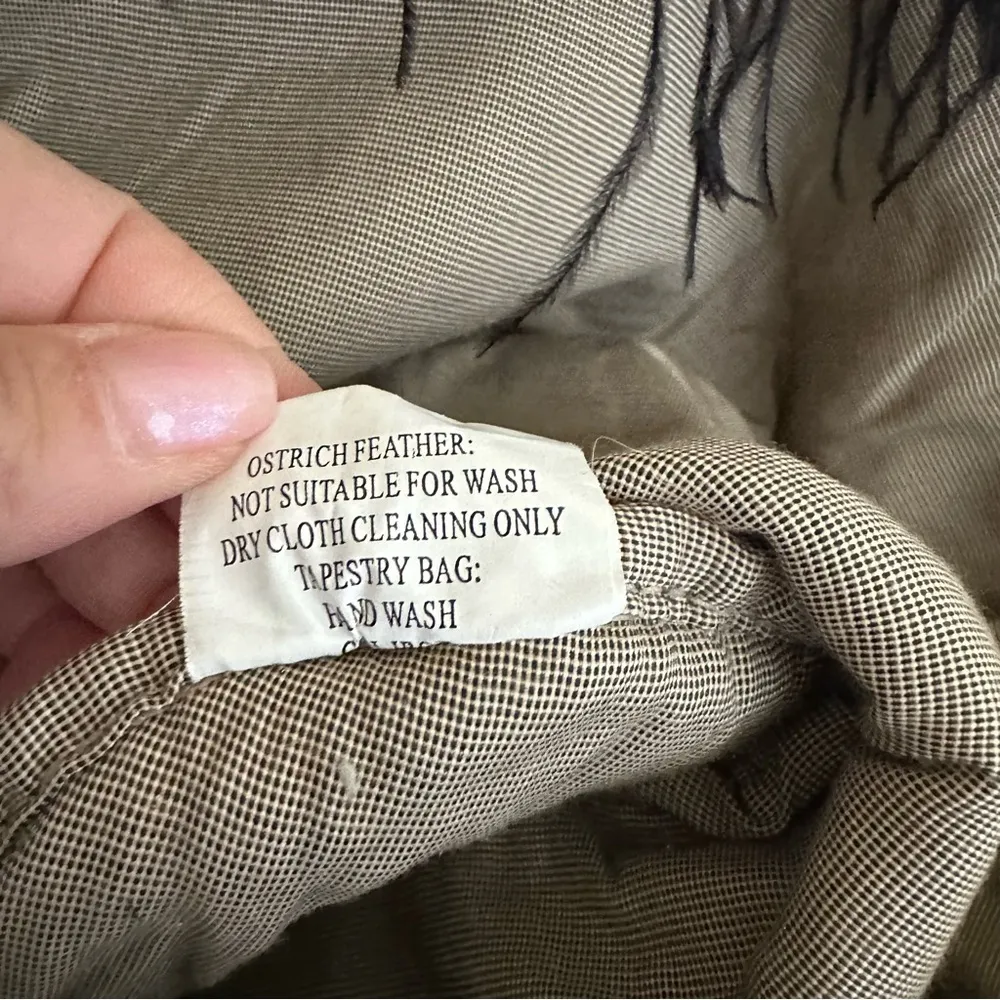 OSTRICH FEATHER:
NOT SUITABLE FOR WASH
DRY CLOTH CLEANING ONLY
TAPESTRY BAG:
HAND WASH